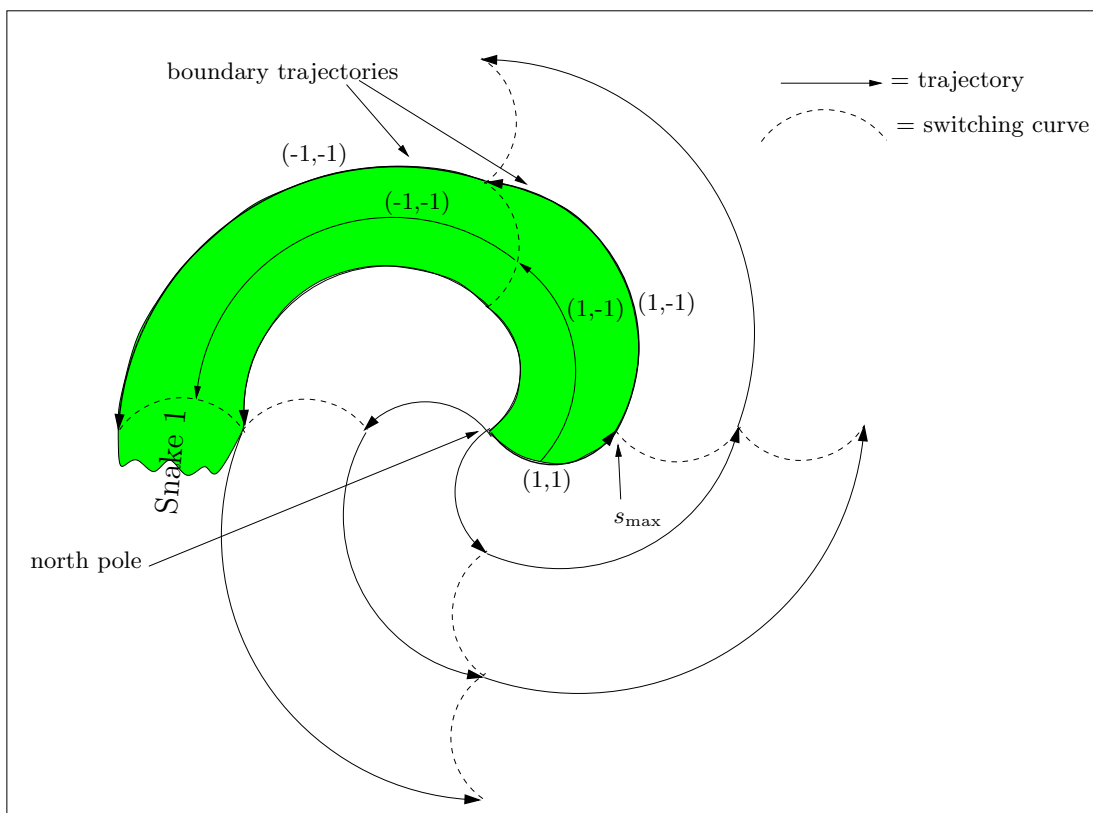 boundary trajectories
= trajectory
= switching curve
(-1,-1)
(-1,-1)
(1,-1)
(1,-1)
Snake 1
(1,1)
s_max
north pole